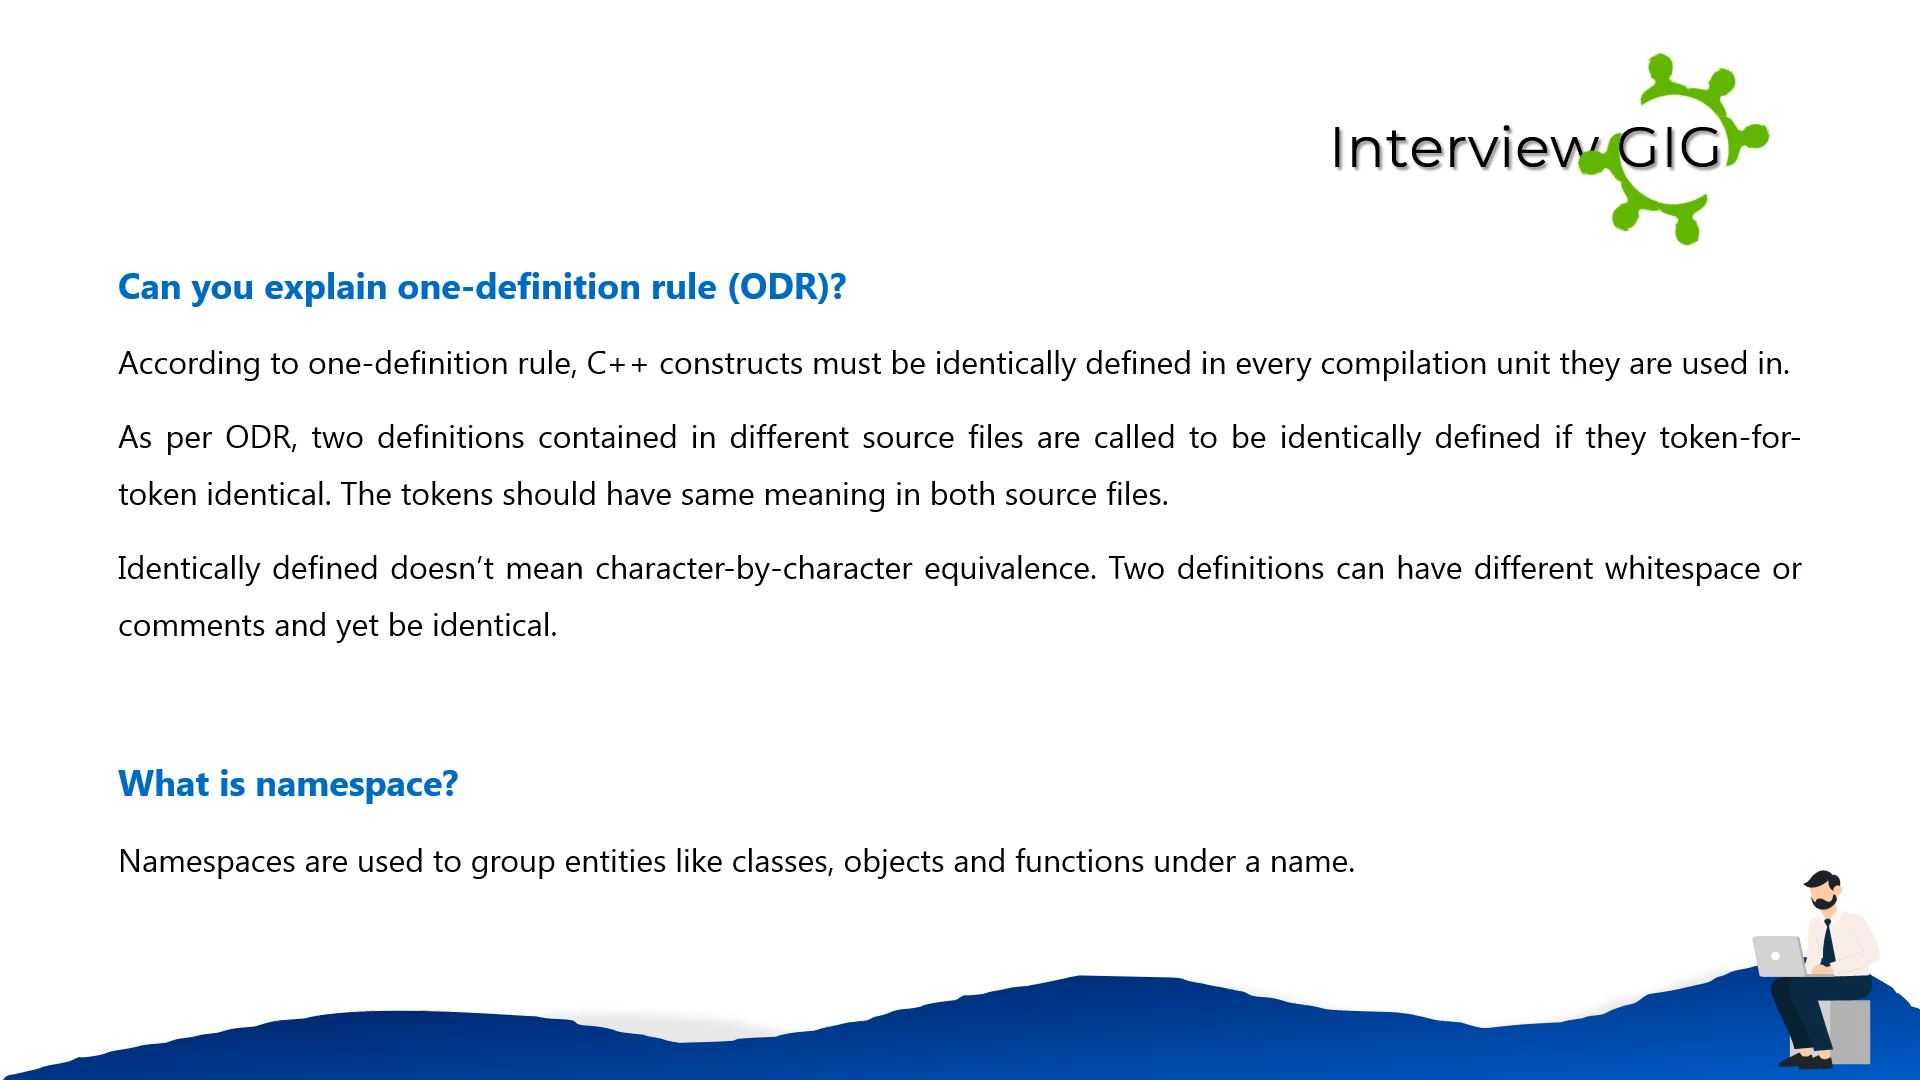 Interview GIG
Can you explain one-definition rule (ODR)?
According to one-definition rule, C++ constructs must be identically defined in every compilation unit they are used in.
As per ODR, two definitions contained in different source files are called to be identically defined if they token-for-
token identical. The tokens should have same meaning in both source files.
Identically defined doesn’t mean character-by-character equivalence. Two definitions can have different whitespace or
comments and yet be identical.
What is namespace?
Namespaces are used to group entities like classes, objects and functions under a name.